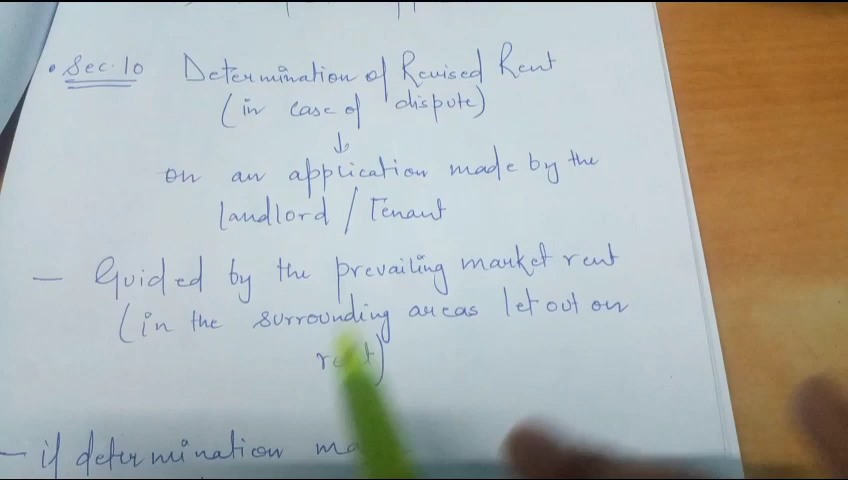 • Sec. 10 Determination of Revised Rent
(in case of dispute)
↓
on an application made by the
landlord / Tenant
— Guided by the prevailing market rent
(in the surrounding areas let out on
rent)
— if determination